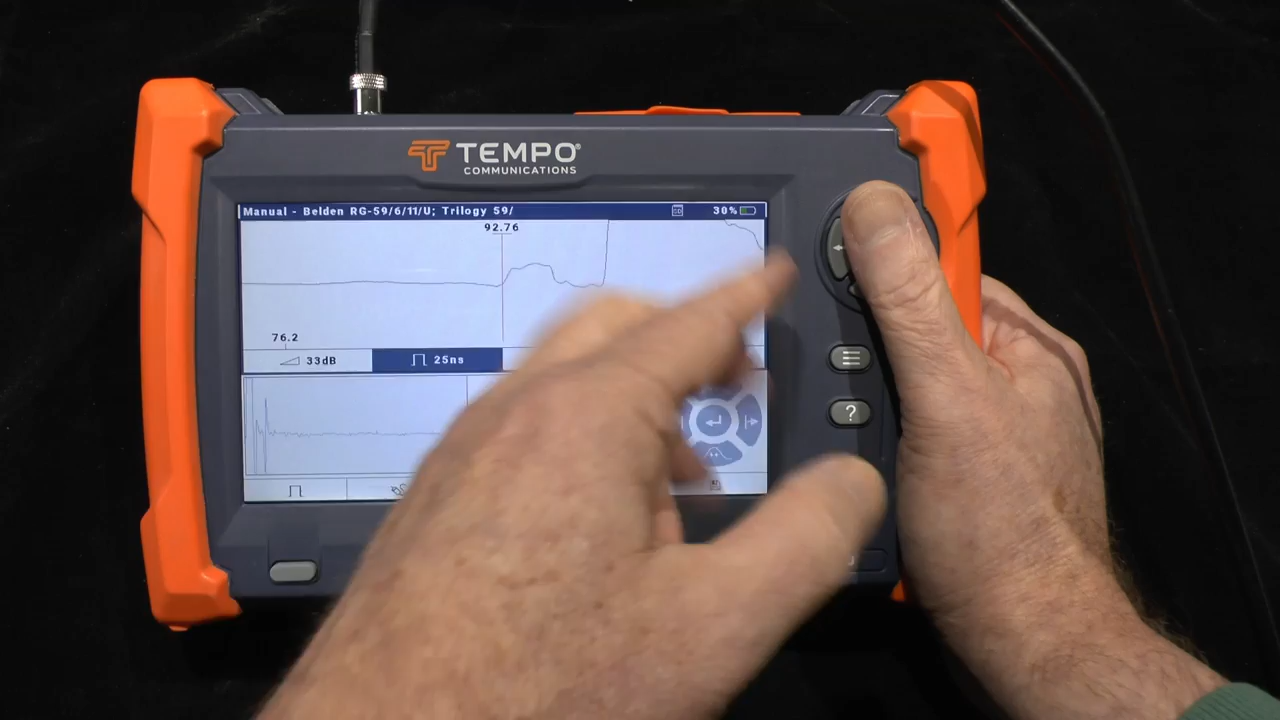 TEMPO®
COMMUNICATIONS
Manual - Belden RG-59/6/11/U; Trilogy 59/
30%
92.76
76.2
33dB
25ns
?